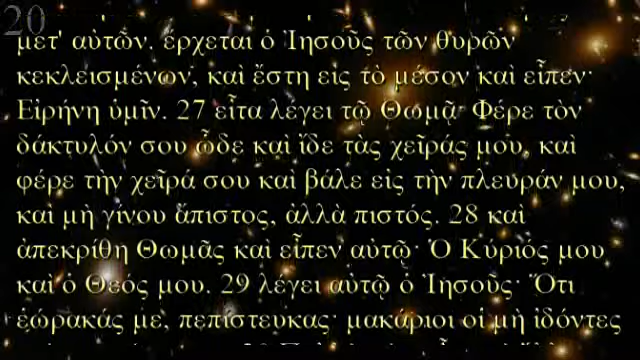 20
μετ' αὐτῶν. ἔρχεται ὁ Ἰησοῦς τῶν θυρῶν
κεκλεισμένων, καὶ ἔστη εἰς τὸ μέσον καὶ εἶπεν·
Εἰρήνη ὑμῖν. 27 εἶτα λέγει τῷ Θωμᾷ· Φέρε τὸν
δάκτυλόν σου ὧδε καὶ ἴδε τὰς χεῖράς μου, καὶ
φέρε τὴν χεῖρά σου καὶ βάλε εἰς τὴν πλευράν μου,
καὶ μὴ γίνου ἄπιστος, ἀλλὰ πιστός. 28 καὶ
ἀπεκρίθη Θωμᾶς καὶ εἶπεν αὐτῷ· Ὁ Κύριός μου
καὶ ὁ Θεός μου. 29 λέγει αὐτῷ ὁ Ἰησοῦς· Ὅτι
ἑώρακάς με, πεπίστευκας· μακάριοι οἱ μὴ ἰδόντες